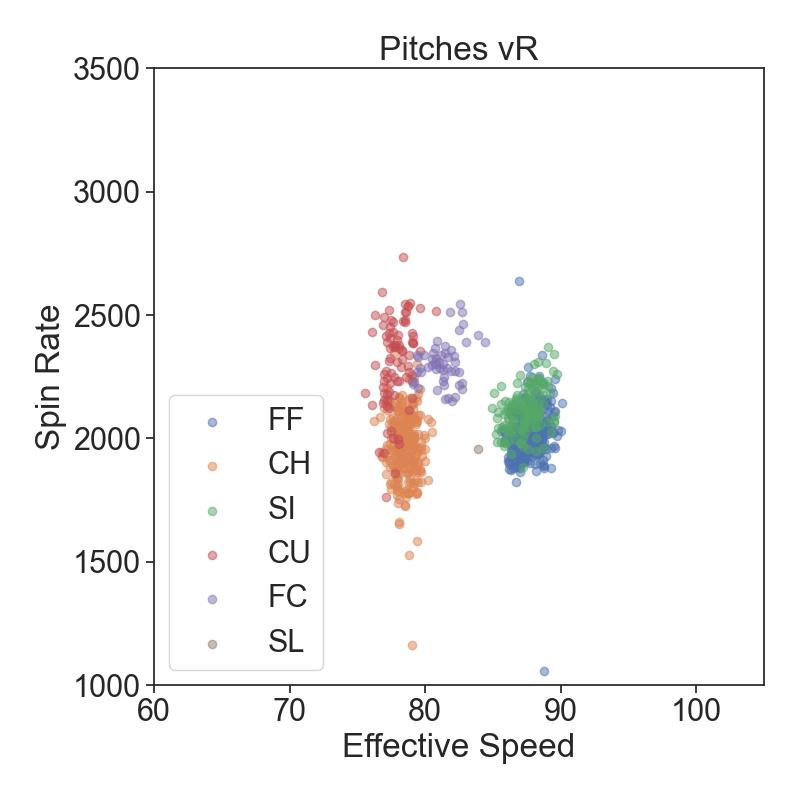 Pitches vR
3500
3000
2500
2000
1500
1000
Spin Rate
FF
CH
SI
CU
FC
SL
60 70 80 90 100
Effective Speed